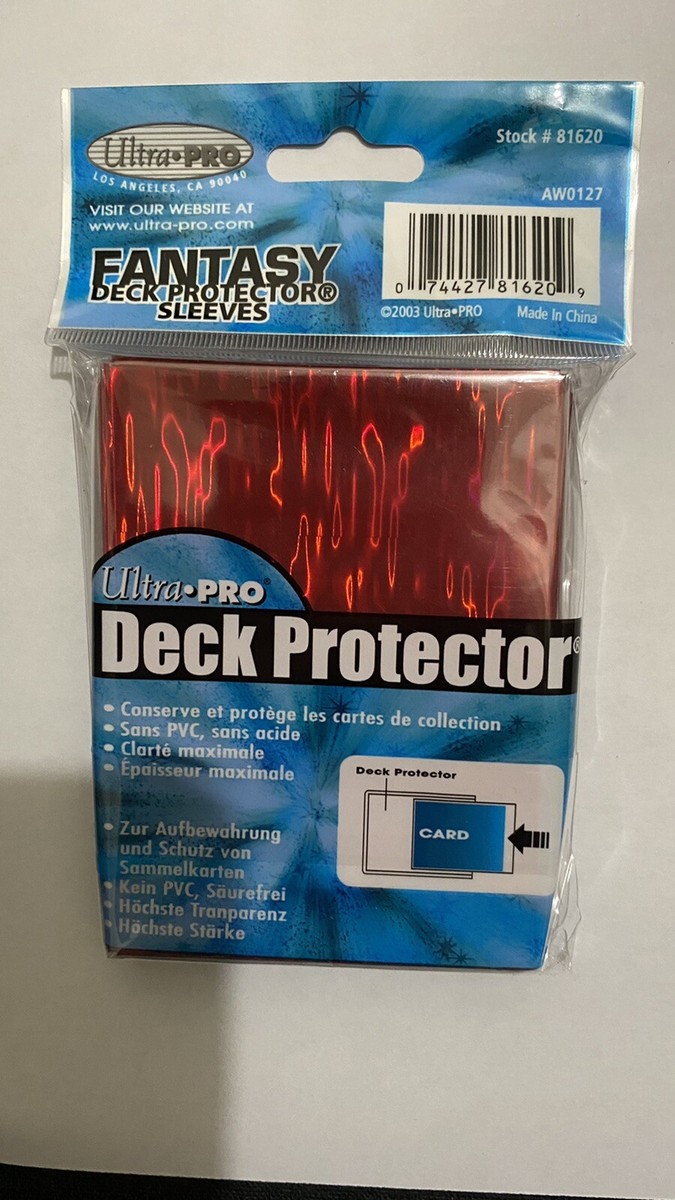 Ultra•PRO
LOS ANGELES, CA 90040
Stock # 81620
AW0127
VISIT OUR WEBSITE AT
www.ultra-pro.com
FANTASY
DECK PROTECTOR®
SLEEVES
0 74427 81620 9
©2003 Ultra•PRO Made In China
Ultra•PRO®
Deck Protector®
• Conserve et protège les cartes de collection
• Sans PVC, sans acide
• Clarté maximale
• Épaisseur maximale
Deck Protector
CARD
• Zur Aufbewahrung
und Schutz von
Sammelkarten
• Kein PVC, Säurefrei
• Höchste Tranparenz
• Höchste Stärke